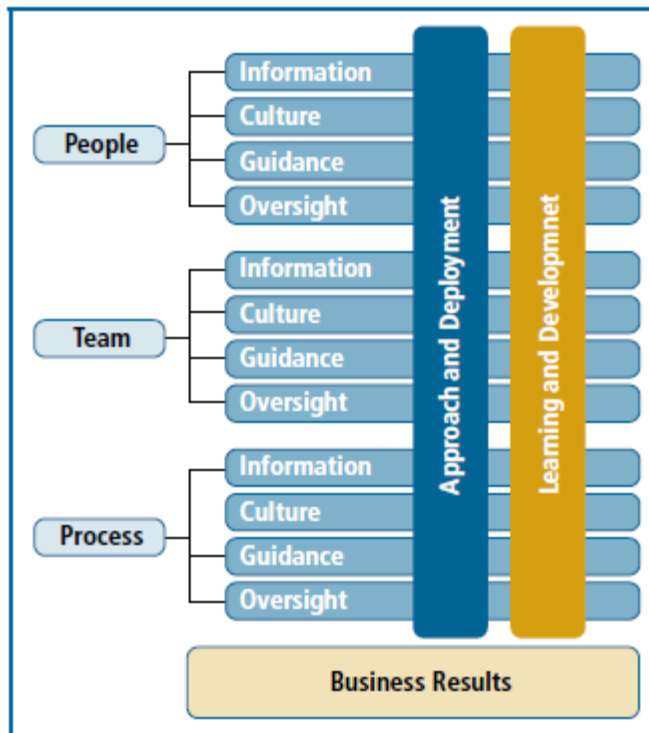 People
Information
Culture
Guidance
Oversight
Team
Information
Culture
Guidance
Oversight
Process
Information
Culture
Guidance
Oversight
Approach and Deployment
Learning and Developmnet
Business Results